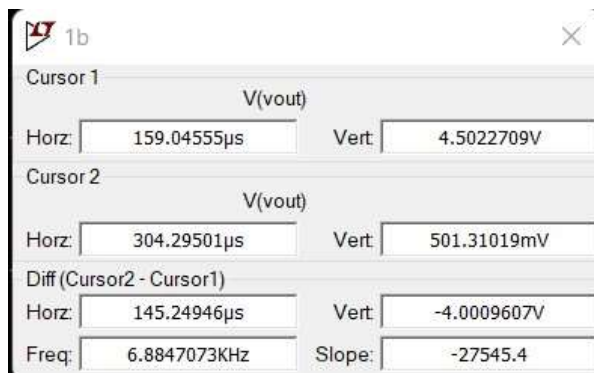 1b
Cursor 1
V(vout)
Horz: 159.04555µs Vert: 4.5022709V
Cursor 2
V(vout)
Horz: 304.29501µs Vert: 501.31019mV
Diff (Cursor2 - Cursor1)
Horz: 145.24946µs Vert: -4.0009607V
Freq: 6.8847073KHz Slope: -27545.4